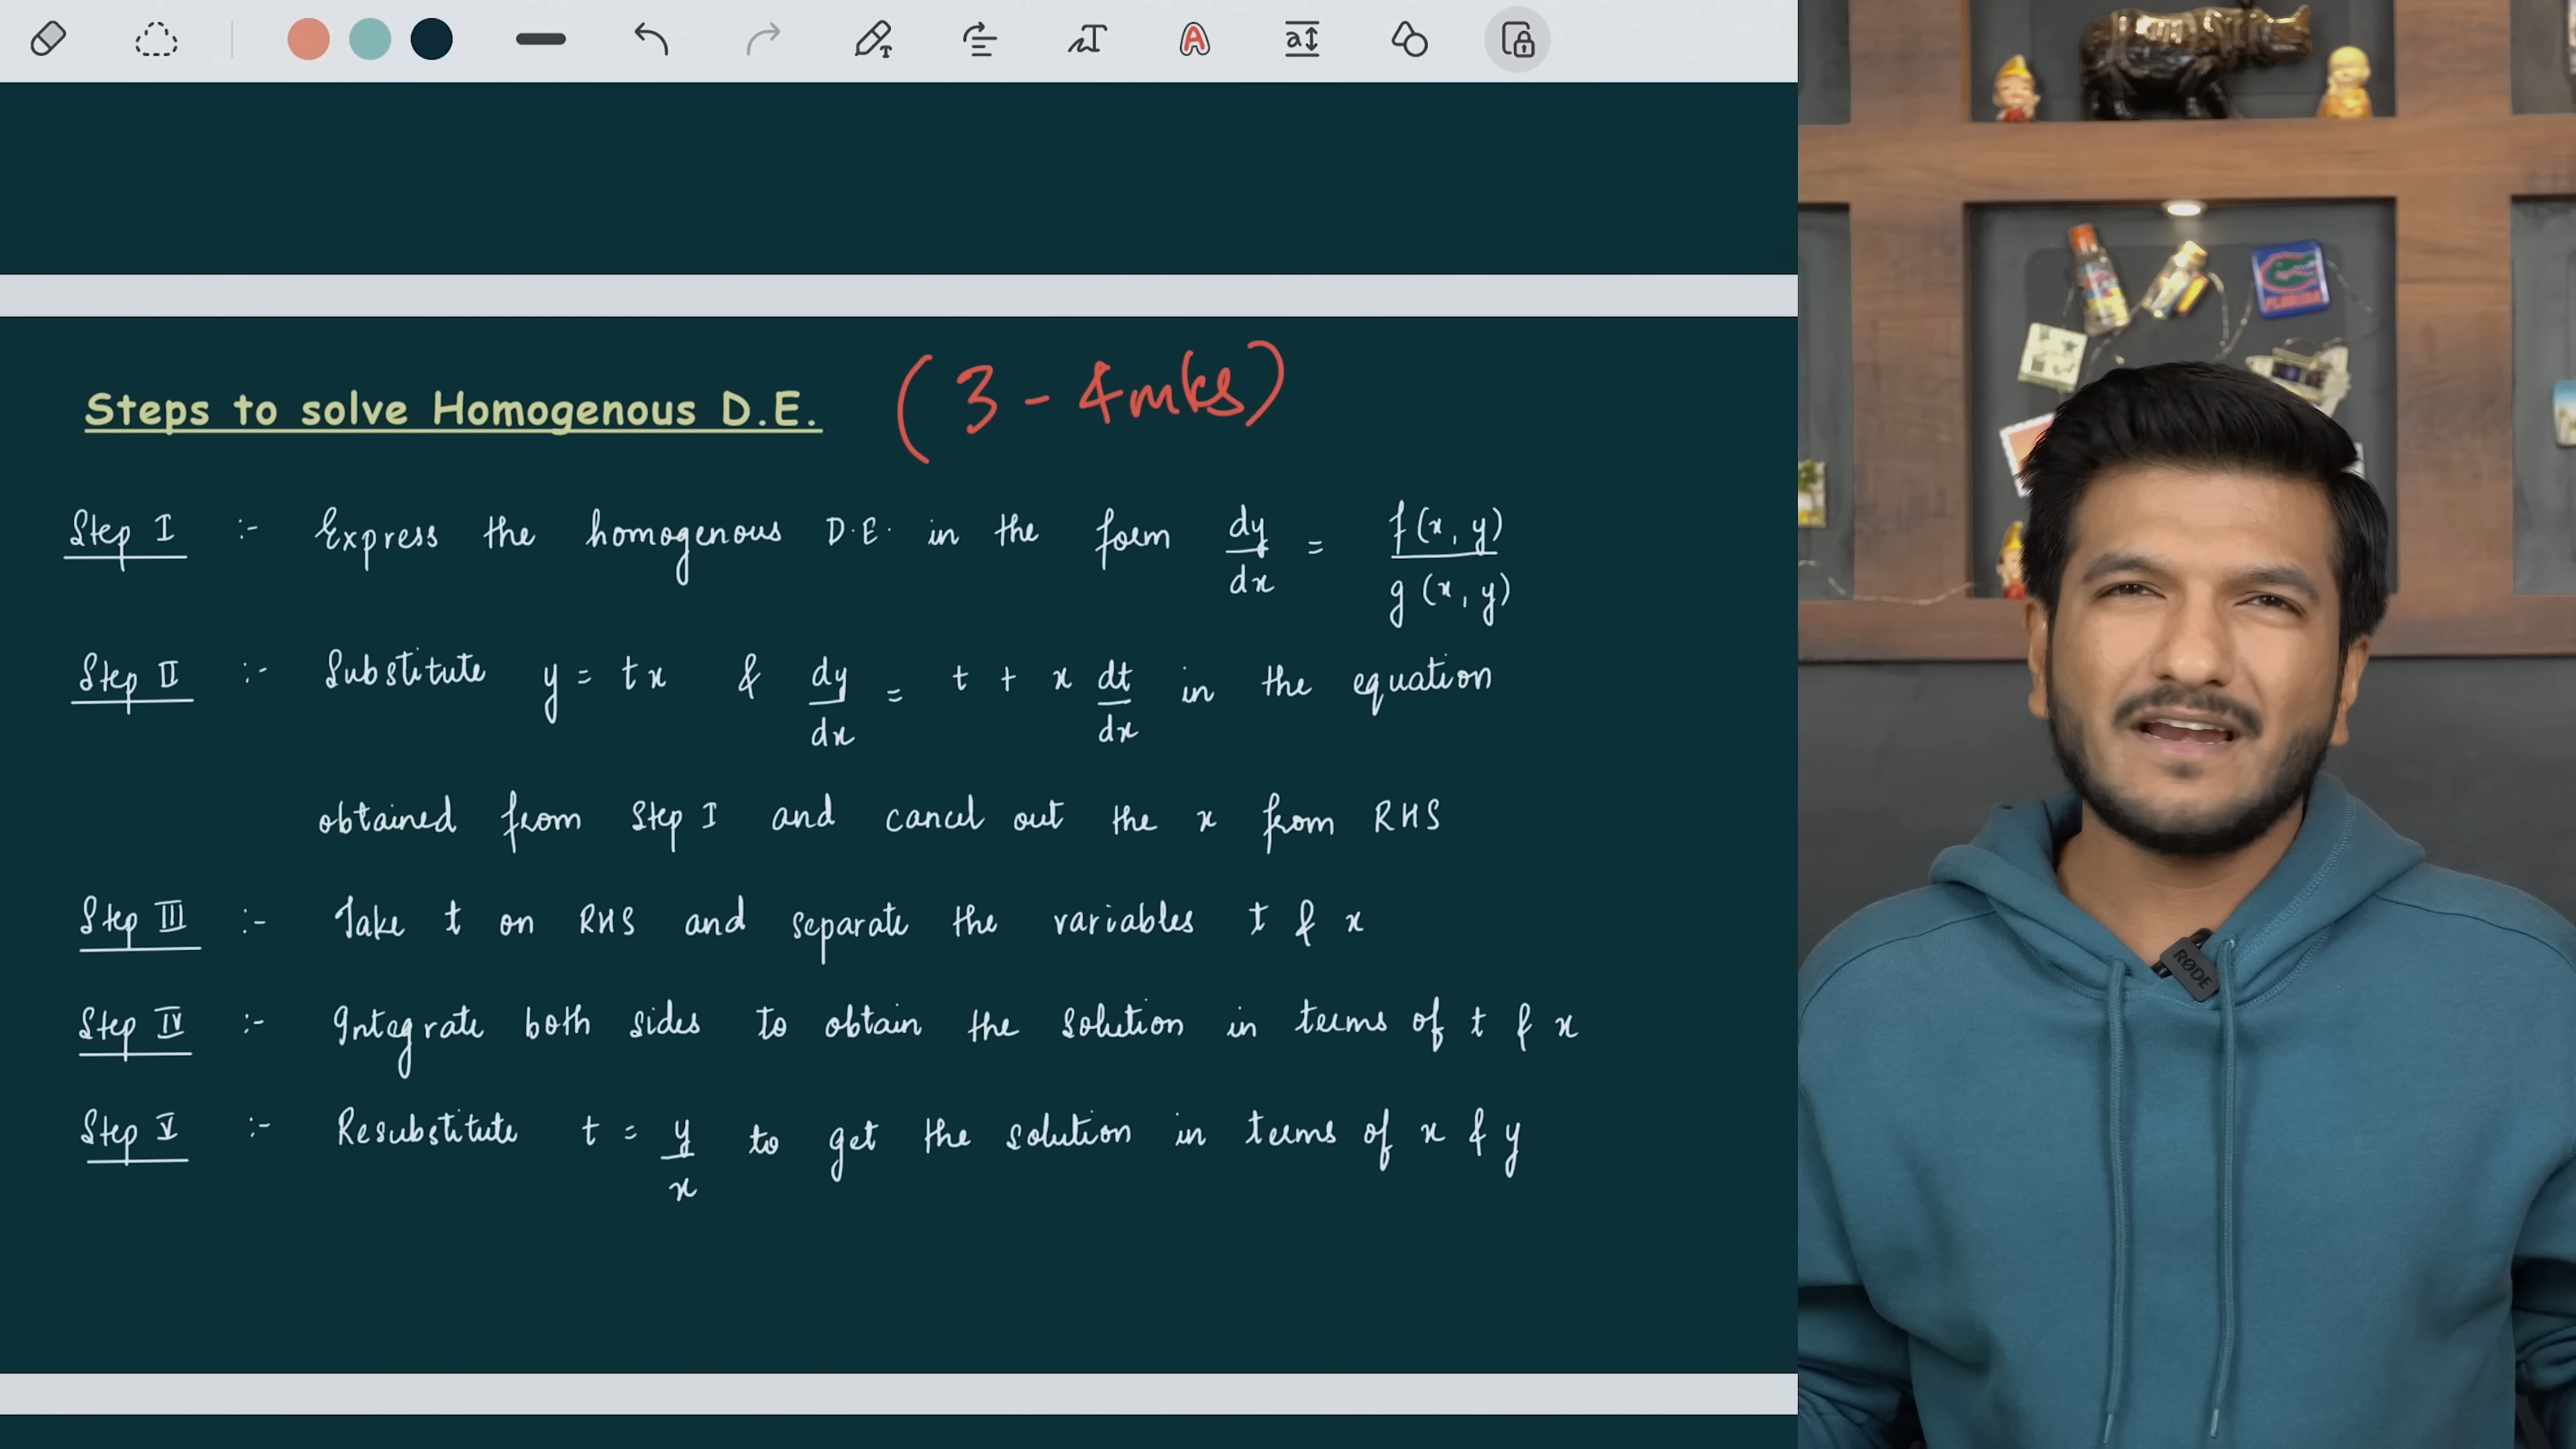 Steps to solve Homogenous D.E. (3 - 4mks)
Step I :- Express the homogenous D.E. in the form dy/dx = f(x, y)/g(x, y)
Step II :- Substitute y = tx & dy/dx = t + x dt/dx in the equation
obtained from Step I and cancel out the x from RHS
Step III :- Take t on RHS and separate the variables t & x
Step IV :- Integrate both sides to obtain the solution in terms of t & x
Step V :- Resubstitute t = y/x to get the solution in terms of x & y
FLORIDA
RØDE